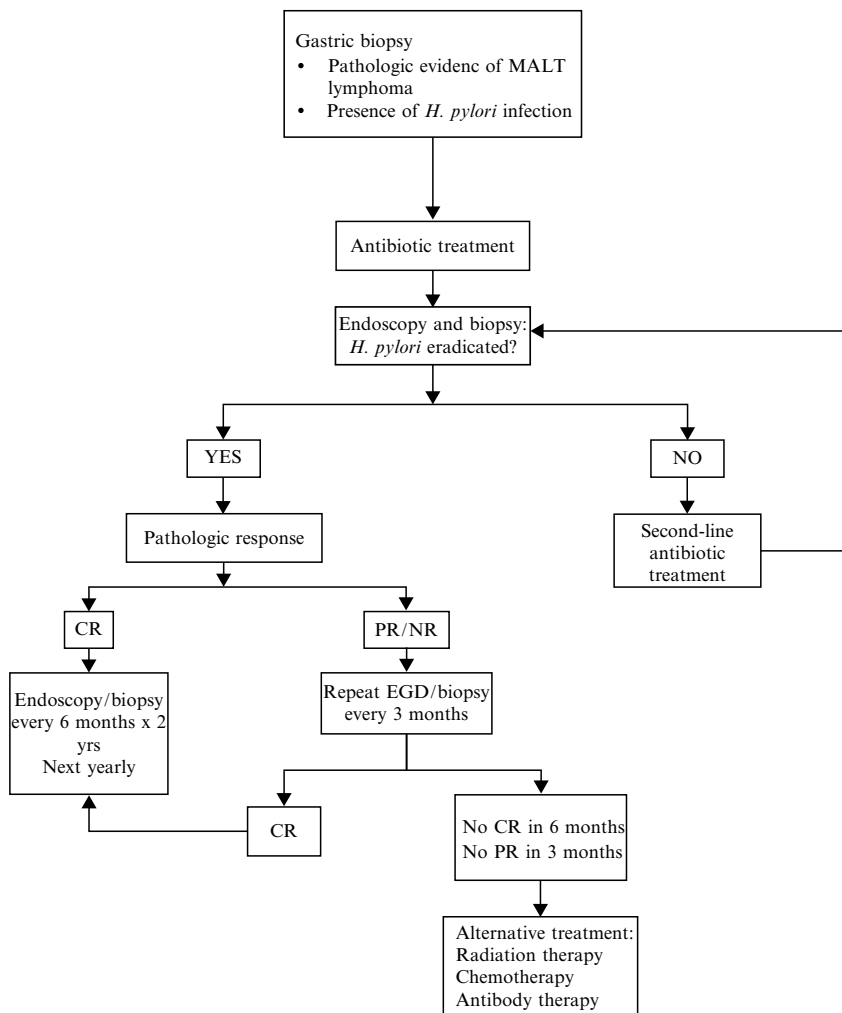 Gastric biopsy
• Pathologic evidenc of MALT
lymphoma
• Presence of H. pylori infection
Antibiotic treatment
Endoscopy and biopsy:
H. pylori eradicated?
YES
NO
Pathologic response
Second-line
antibiotic
treatment
CR
PR/NR
Endoscopy/biopsy
every 6 months x 2
yrs
Next yearly
Repeat EGD/biopsy
every 3 months
CR
No CR in 6 months
No PR in 3 months
Alternative treatment:
Radiation therapy
Chemotherapy
Antibody therapy